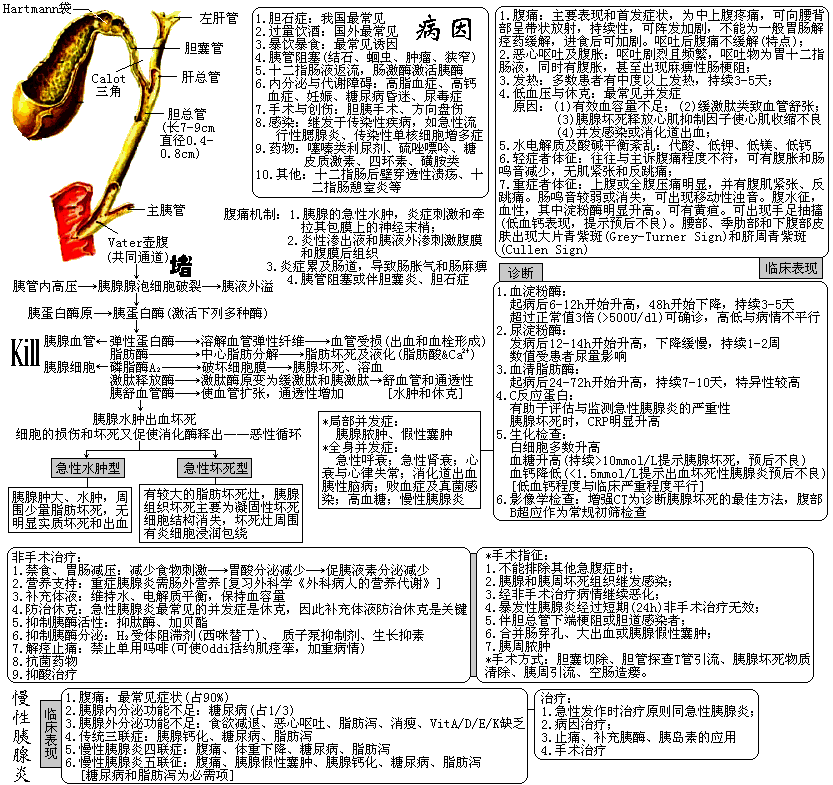 Hartmann袋
左肝管
胆囊管
Calot
三角
肝总管
胆总管
(长7-9cm
直径0.4-
0.8cm)
主胰管
Vater壶腹
(共同通道)
堵
病因
1.胆石症：我国最常见
2.过量饮酒：国外最常见
3.暴饮暴食：最常见诱因
4.胰管阻塞(结石、蛔虫、肿瘤、狭窄)
5.十二指肠液返流，肠激酶激活胰酶
6.内分泌与代谢障碍：高脂血症、高钙
血症、妊娠、糖尿病昏迷、尿毒症
7.手术与创伤：胆胰手术、方向盘伤
8.感染：继发于传染性疾病，如急性流
行性腮腺炎、传染性单核细胞增多症
9.药物：噻嗪类利尿剂、硫唑嘌呤、糖
皮质激素、四环素、磺胺类
10.其他：十二指肠后壁穿透性溃疡、十
二指肠憩室炎等
腹痛机制：1.胰腺的急性水肿，炎症刺激和牵
拉其包膜上的神经末梢；
2.炎性渗出液和胰液外渗刺激腹膜
和腹膜后组织
3.炎症累及肠道，导致肠胀气和肠麻痹
4.胰管阻塞或伴胆囊炎、胆石症
1.腹痛：主要表现和首发症状，为中上腹疼痛，可向腰背
部呈带状放射，持续性，可阵发加剧，不能为一般胃肠解
痉药缓解，进食后可加剧。呕吐后腹痛不缓解(特点)；
2.恶心呕吐及腹胀：呕吐剧烈且频繁，呕吐物为胃十二指
肠液，同时有腹胀，甚至出现麻痹性肠梗阻；
3.发热：多数患者有中度以上发热，持续3-5天；
4.低血压与休克：最常见并发症
原因：(1)有效血容量不足；(2)缓激肽类致血管舒张；
(3)胰腺坏死释放心肌抑制因子使心肌收缩不良
(4)并发感染或消化道出血；
5.水电解质及酸碱平衡紊乱：代酸、低钾、低镁、低钙
6.轻症者体征：往往与主诉腹痛程度不符，可有腹胀和肠
鸣音减少，无肌紧张和反跳痛；
7.重症者体征：上腹或全腹压痛明显，并有腹肌紧张、反
跳痛。肠鸣音较弱或消失，可出现移动性浊音。腹水征，
血性，其中淀粉酶明显升高。可有黄疸。可出现手足抽搐
(低血钙表现，提示预后不良)。腰部、季肋部和下腹部皮
肤出现大片青紫斑(Grey-Turner Sign)和脐周青紫斑
(Cullen Sign)
临床表现
诊断
1.血淀粉酶：
起病后6-12h开始升高，48h开始下降，持续3-5天
超过正常值3倍(>500U/dl)可确诊，高低与病情不平行
2.尿淀粉酶：
发病后12-14h开始升高，下降缓慢，持续1-2周
数值受患者尿量影响
3.血清脂肪酶：
起病后24-72h开始升高，持续7-10天，特异性较高
4.C反应蛋白：
有助于评估与监测急性胰腺炎的严重性
胰腺坏死时，CRP明显升高
5.生化检查：
白细胞多数升高
血糖升高(持续>10mmol/L提示胰腺坏死，预后不良)
血钙降低(<1.5mmol/L提示出血坏死性胰腺炎预后不良)
[低血钙程度与临床严重程度平行]
6.影像学检查：增强CT为诊断胰腺坏死的最佳方法，腹部
B超应作为常规初筛检查
胰管内高压→胰腺腺泡细胞破裂→胰液外溢
胰蛋白酶原→胰蛋白酶(激活下列多种酶)
Kill
胰腺血管←弹性蛋白酶→溶解血管弹性纤维→血管受损(出血和血栓形成)
脂肪酶→中心脂肪分解→脂肪坏死及液化(脂肪酸&Ca²⁺)
胰腺细胞←磷脂酶A₂→破坏细胞膜→胰腺坏死、溶血
激肽释放酶→激肽酶原变为缓激肽和胰激肽→舒血管和通透性
胰舒血管酶→使血管扩张，通透性增加 [水肿和休克]
胰腺水肿出血坏死
细胞的损伤和坏死又促使消化酶释出——恶性循环
急性水肿型
急性坏死型
胰腺肿大、水肿，周
围少量脂肪坏死，无
明显实质坏死和出血
有较大的脂肪坏死灶，胰腺
组织坏死主要为凝固性坏死
细胞结构消失，坏死灶周围
有炎细胞浸润包绕
*局部并发症：
胰腺脓肿、假性囊肿
*全身并发症：
急性呼衰；急性肾衰；心
衰与心律失常；消化道出血
胰性脑病；败血症及真菌感
染；高血糖；慢性胰腺炎
非手术治疗：
1.禁食、胃肠减压：减少食物刺激→胃酸分泌减少→促胰液素分泌减少
2.营养支持：重症胰腺炎需肠外营养[复习外科学《外科病人的营养代谢》]
3.补充体液：维持水、电解质平衡，保持血容量
4.防治休克：急性胰腺炎最常见的并发症是休克，因此补充体液防治休克是关键
5.抑制胰酶活性：抑肽酶、加贝酯
6.抑制胰酶分泌：H₂受体阻滞剂(西咪替丁)、质子泵抑制剂、生长抑素
7.解痉止痛：禁止单用吗啡(可使Oddi括约肌痉挛，加重病情)
8.抗菌药物
9.抑酸治疗
*手术指征：
1.不能排除其他急腹症时；
2.胰腺和胰周坏死组织继发感染；
3.经非手术治疗病情继续恶化；
4.暴发性胰腺炎经过短期(24h)非手术治疗无效；
5.伴胆总管下端梗阻或胆道感染者；
6.合并肠穿孔、大出血或胰腺假性囊肿；
7.胰周脓肿
*手术方式：胆囊切除、胆管探查T管引流、胰腺坏死物质
清除、胰周引流、空肠造瘘。
慢性胰腺炎
临床表现
1.腹痛：最常见症状(占90%)
2.胰腺内分泌功能不足：糖尿病(占1/3)
3.胰腺外分泌功能不足：食欲减退、恶心呕吐、脂肪泻、消瘦、VitA/D/E/K缺乏
4.传统三联症：胰腺钙化、糖尿病、脂肪泻
5.慢性胰腺炎四联症：腹痛、体重下降、糖尿病、脂肪泻
6.慢性胰腺炎五联征：腹痛、胰腺假性囊肿、胰腺钙化、糖尿病、脂肪泻
[糖尿病和脂肪泻为必需项]
治疗：
1.急性发作时治疗原则同急性胰腺炎；
2.病因治疗；
3.止痛、补充胰酶、胰岛素的应用
4.手术治疗